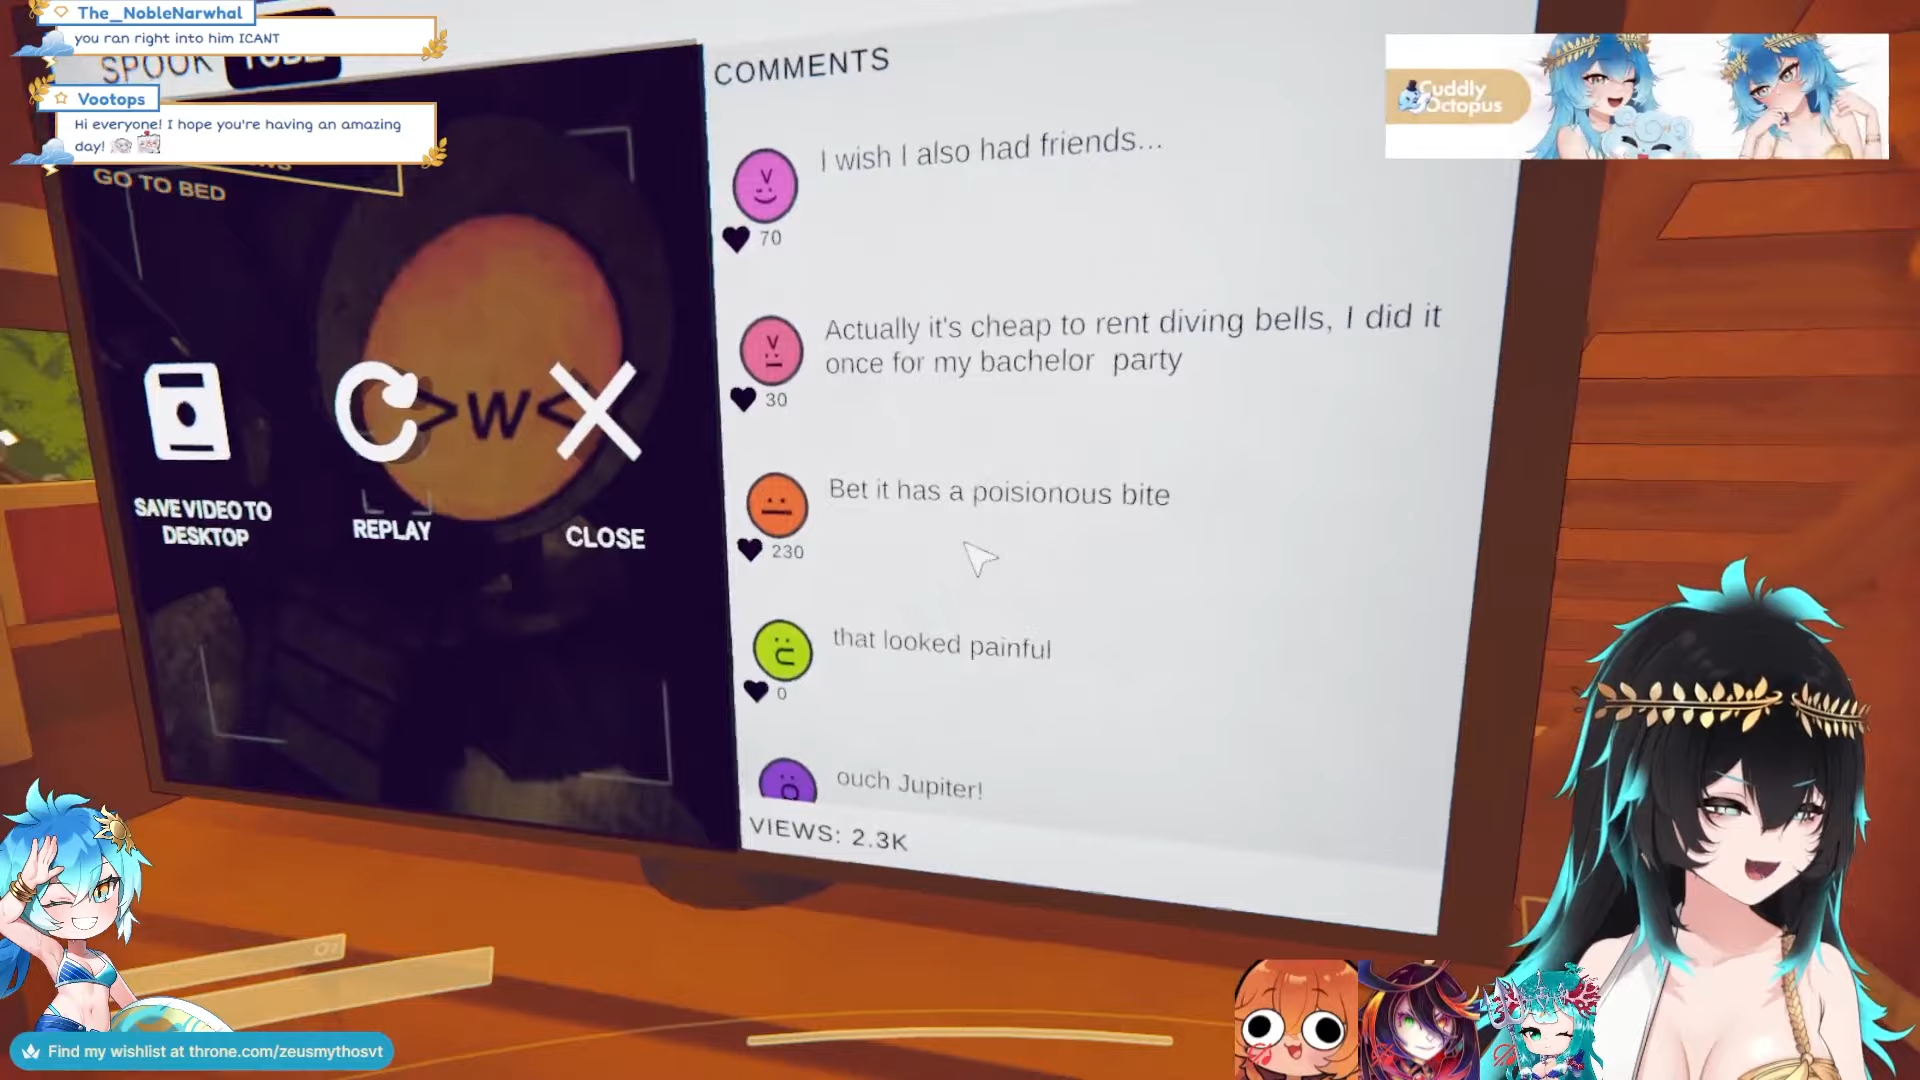 The_NobleNarwhal
you ran right into him ICANT
SPOOK TUBE
Vootops
Hi everyone! I hope you're having an amazing
day!
GO TO BED
>w<
SAVE VIDEO TO
DESKTOP
REPLAY
CLOSE
COMMENTS
I wish I also had friends...
70
Actually it's cheap to rent diving bells, I did it
once for my bachelor party
30
Bet it has a poisionous bite
230
that looked painful
0
ouch Jupiter!
VIEWS: 2.3K
Cuddly
Octopus
Find my wishlist at throne.com/zeusmythosvt